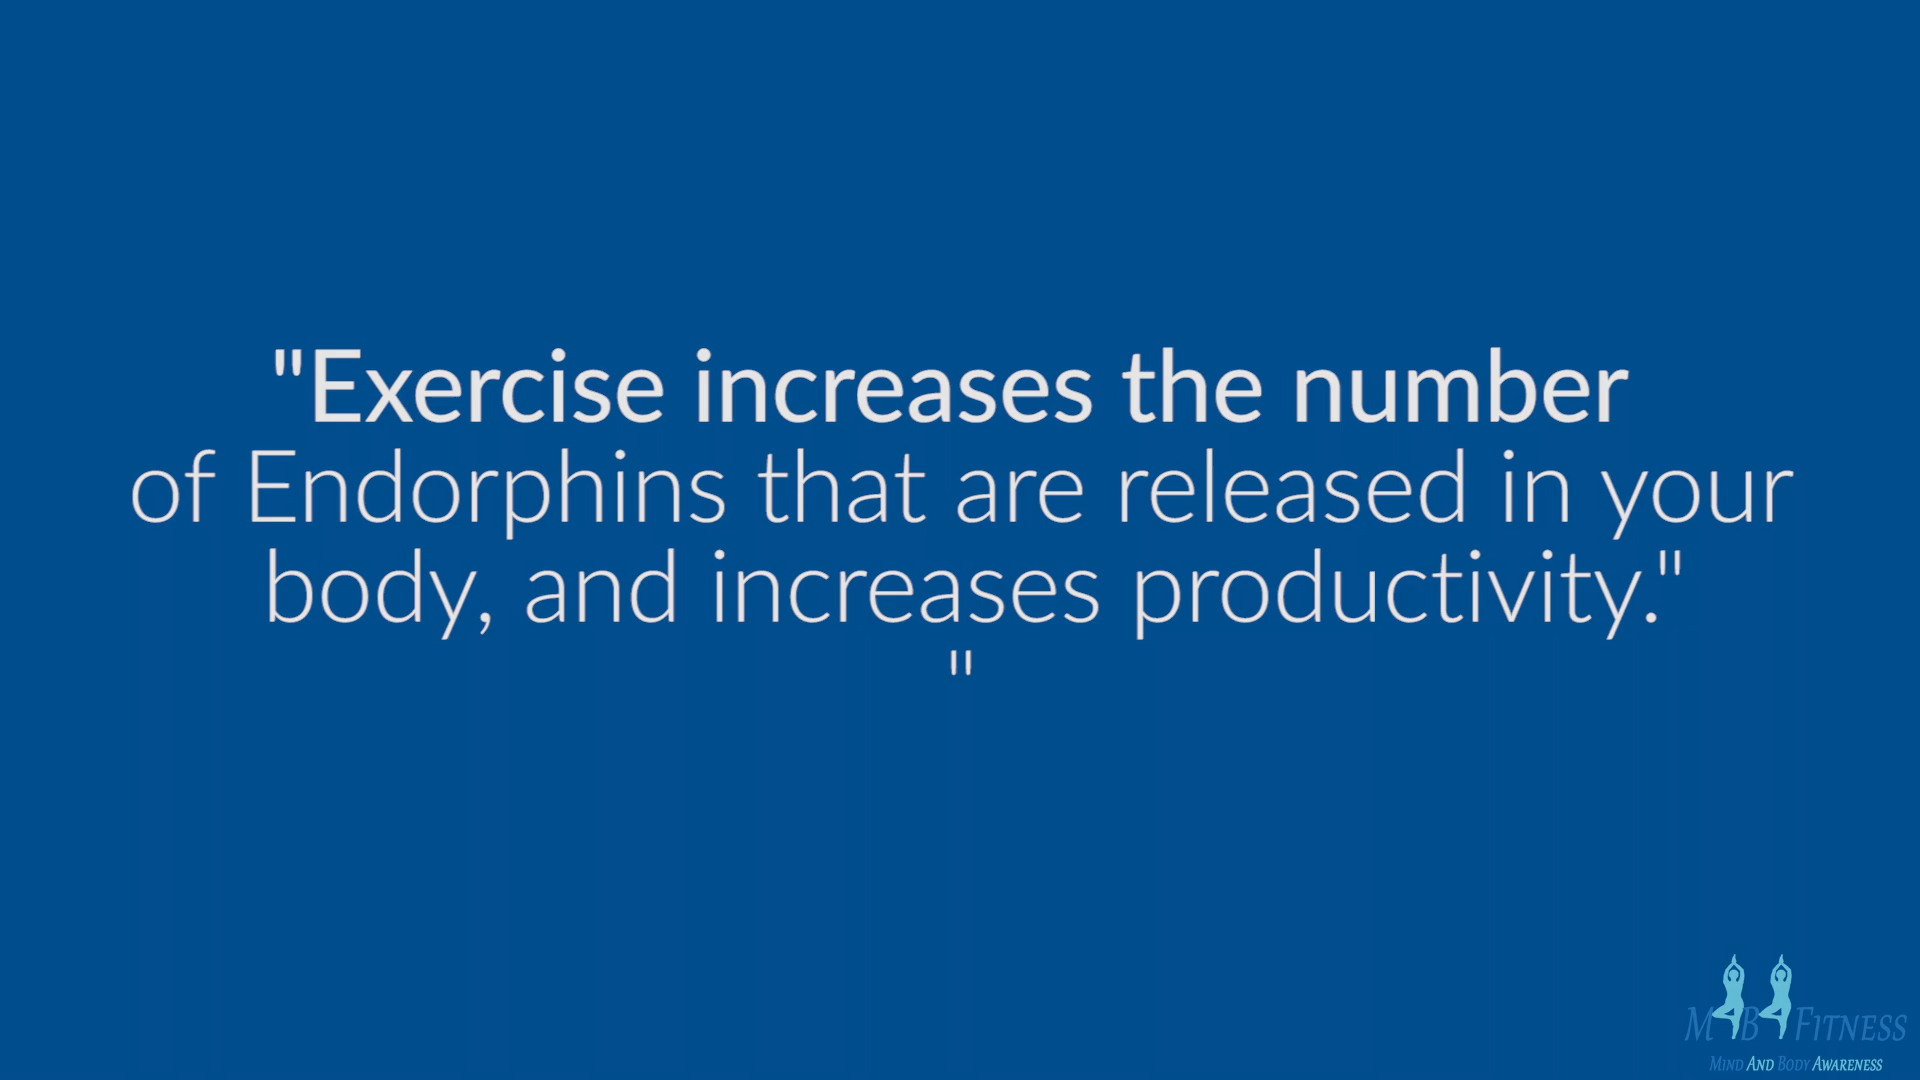 "Exercise increases the number
of Endorphins that are released in your
body, and increases productivity."
"
M B FITNESS
MIND AND BODY AWARENESS